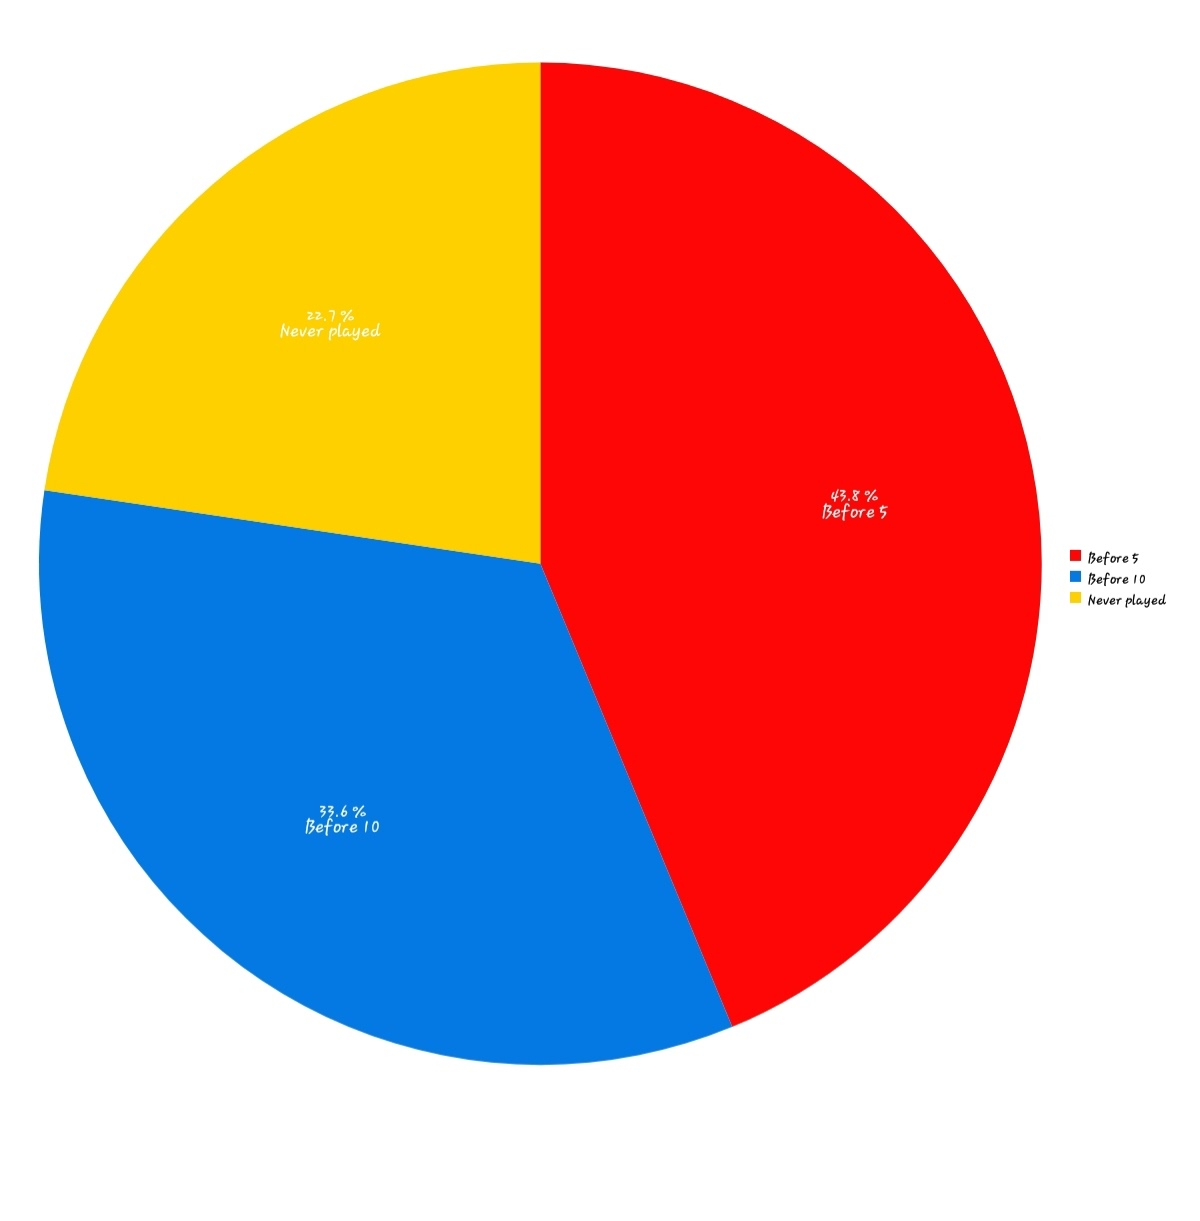 22.7 %
Never played
43.8 %
Before 5
33.6 %
Before 10
Before 5
Before 10
Never played